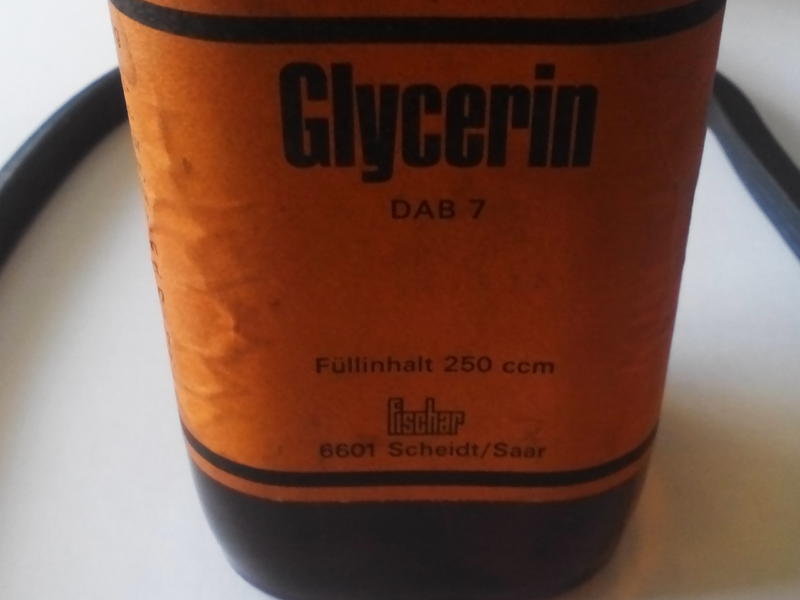 Glycerin
DAB 7
Füllinhalt 250 ccm
fischar
6601 Scheidt/Saar